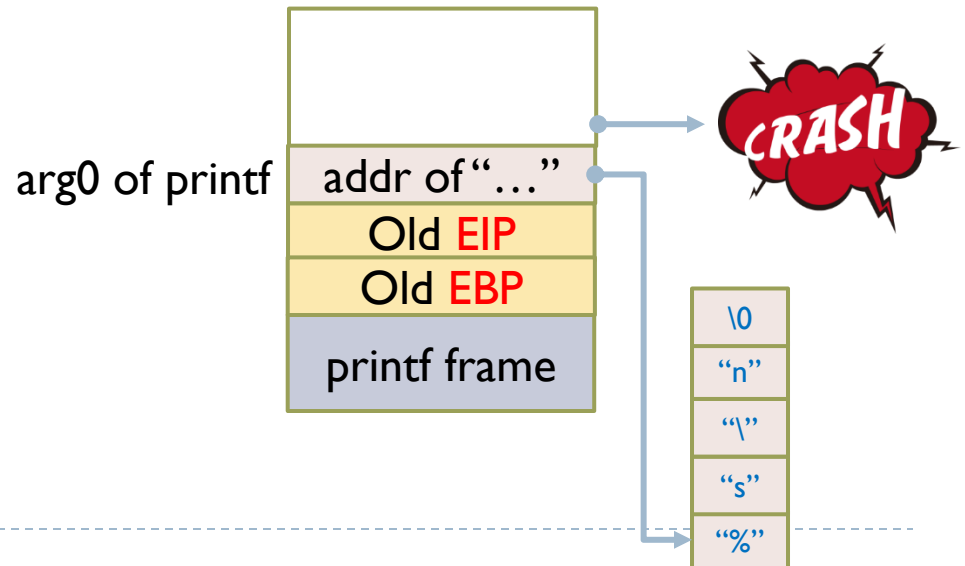 CRASH
arg0 of printf
addr of “…”
Old EIP
Old EBP
printf frame
\0
“n”
“\”
“s”
“%”